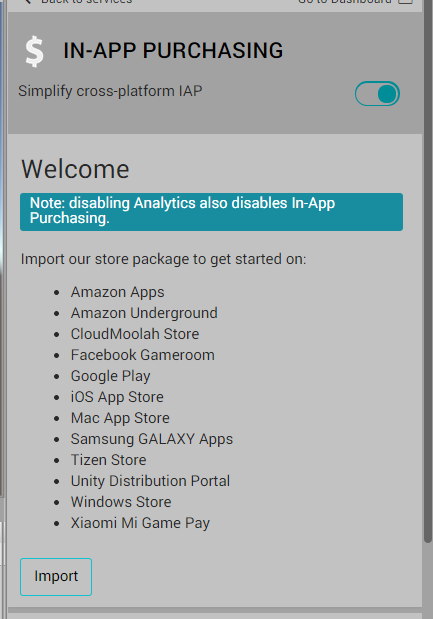 Back to services
Go to Dashboard
$ IN-APP PURCHASING
Simplify cross-platform IAP
Welcome
Note: disabling Analytics also disables In-App
Purchasing.
Import our store package to get started on:
• Amazon Apps
• Amazon Underground
• CloudMoolah Store
• Facebook Gameroom
• Google Play
• iOS App Store
• Mac App Store
• Samsung GALAXY Apps
• Tizen Store
• Unity Distribution Portal
• Windows Store
• Xiaomi Mi Game Pay
Import